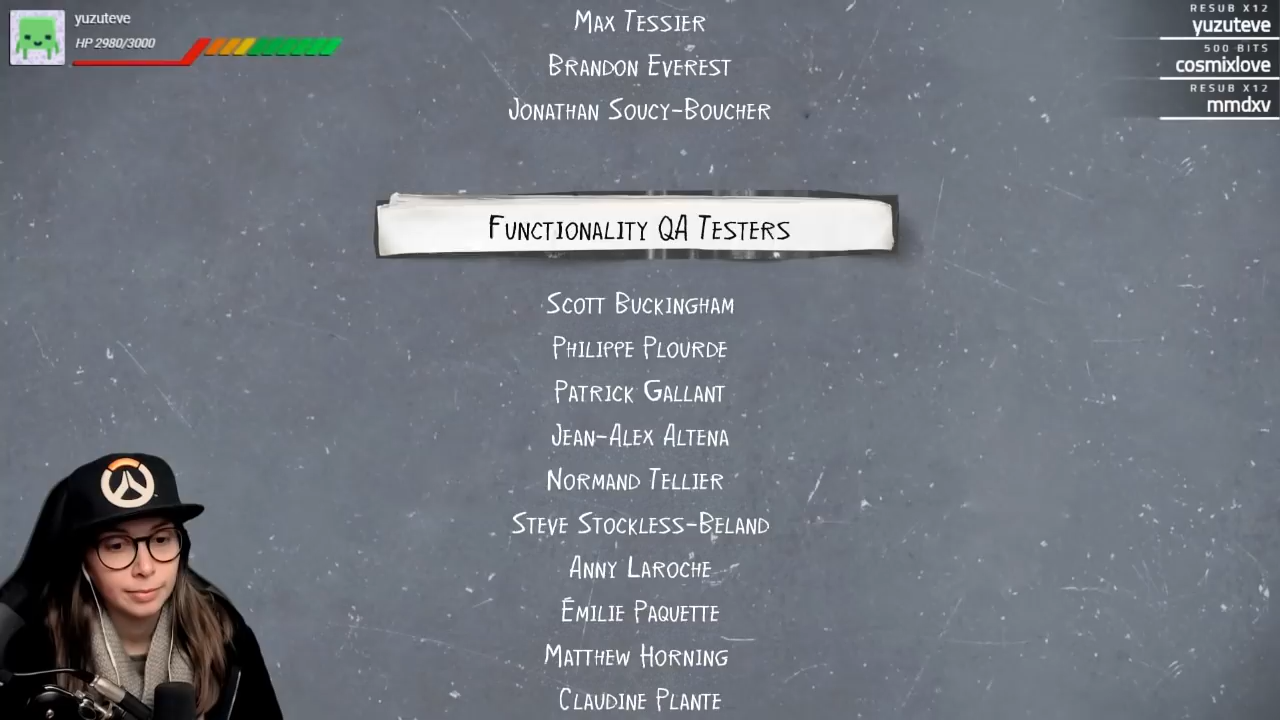 yuzuteve
HP 2980/3000
RESUB X12
yuzuteve
500 BITS
cosmixlove
RESUB X12
mmdxv
MAX TESSIER
BRANDON EVEREST
JONATHAN SOUCY-BOUCHER
FUNCTIONALITY QA TESTERS
SCOTT BUCKINGHAM
PHILIPPE PLOURDE
PATRICK GALLANT
JEAN-ALEX ALTENA
NORMAND TELLIER
STEVE STOCKLESS-BELAND
ANNY LAROCHE
ÉMILIE PAQUETTE
MATTHEW HORNING
CLAUDINE PLANTE